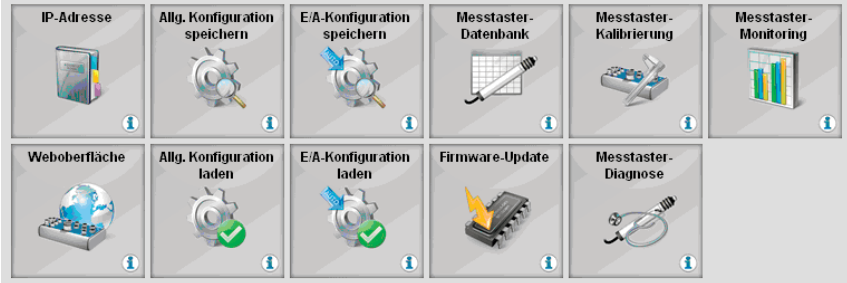 IP-Adresse
Allg. Konfiguration
speichern
E/A-Konfiguration
speichern
Messtaster-
Datenbank
Messtaster-
Kalibrierung
Messtaster-
Monitoring
Weboberfläche
Allg. Konfiguration
laden
E/A-Konfiguration
laden
Firmware-Update
Messtaster-
Diagnose